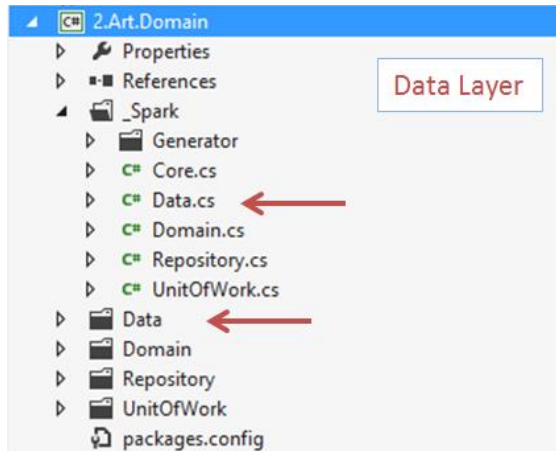 C# 2.Art.Domain
Properties
References
Data Layer
_Spark
Generator
C# Core.cs
C# Data.cs
C# Domain.cs
C# Repository.cs
C# UnitOfWork.cs
Data
Domain
Repository
UnitOfWork
packages.config